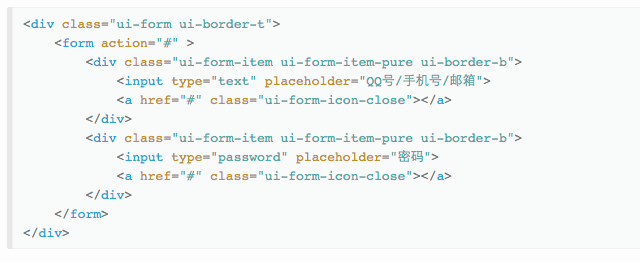 <div class="ui-form ui-border-t">
    <form action="#" >
        <div class="ui-form-item ui-form-item-pure ui-border-b">
            <input type="text" placeholder="QQ号/手机号/邮箱">
            <a href="#" class="ui-form-icon-close"></a>
        </div>
        <div class="ui-form-item ui-form-item-pure ui-border-b">
            <input type="password" placeholder="密码">
            <a href="#" class="ui-form-icon-close"></a>
        </div>
    </form>
</div>